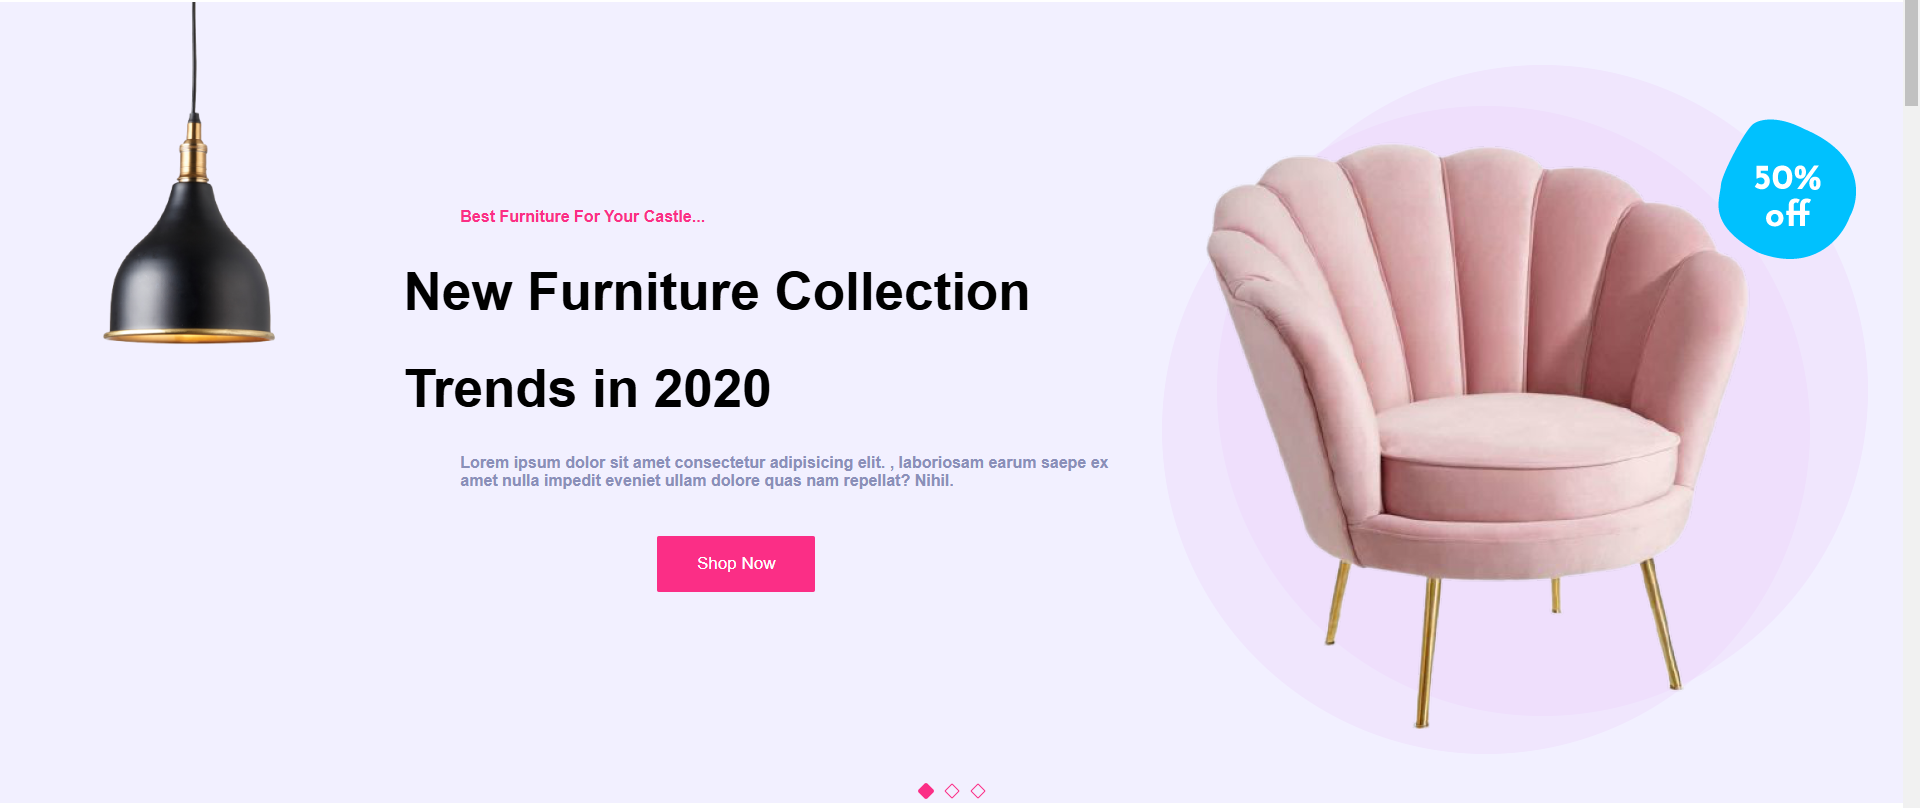 Best Furniture For Your Castle...
New Furniture Collection
Trends in 2020
Lorem ipsum dolor sit amet consectetur adipisicing elit. , laboriosam earum saepe ex
amet nulla impedit eveniet ullam dolore quas nam repellat? Nihil.
Shop Now
50%
off